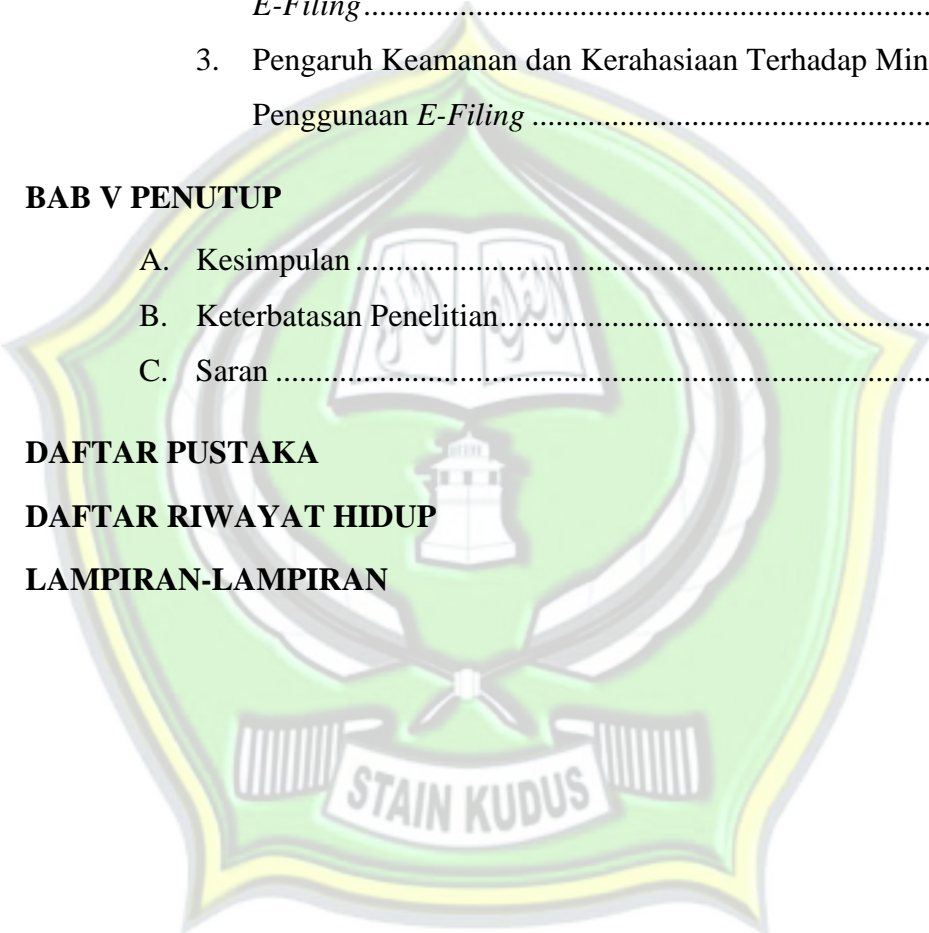 E-Filing........................................................................
3. Pengaruh Keamanan dan Kerahasiaan Terhadap Min
Penggunaan E-Filing ..................................................
BAB V PENUTUP
A. Kesimpulan .........................................................................
B. Keterbatasan Penelitian.......................................................
C. Saran ...................................................................................
DAFTAR PUSTAKA
DAFTAR RIWAYAT HIDUP
LAMPIRAN-LAMPIRAN
STAIN KUDUS